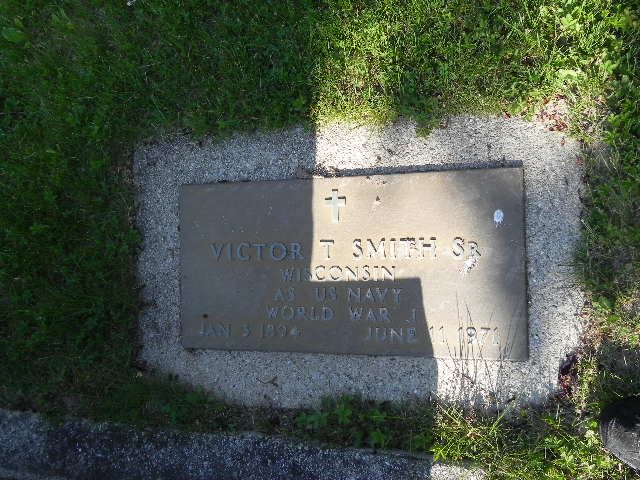 VICTOR T SMITH SR
WISCONSIN
AS US NAVY
WORLD WAR I
JAN 3 1894 JUNE 11 1971